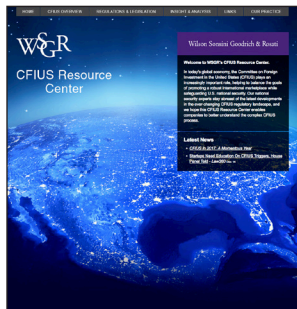 HOME CFIUS OVERVIEW REGULATIONS & LEGISLATION INSIGHT & ANALYSIS LINKS OUR PRACTICE
WSGR
CFIUS Resource
Center
Wilson Sonsini Goodrich & Rosati
Welcome to WSGR's CFIUS Resource Center.
In today's global economy, the Committee on Foreign
Investment in the United States (CFIUS) plays an
increasingly important role, helping to balance the goals
of promoting a robust international marketplace while
safeguarding U.S. national security. Our national
security experts stay abreast of the latest developments
in the ever-changing CFIUS regulatory landscape, and
we hope this CFIUS Resource Center enables
companies to better understand the complex CFIUS
process.
Latest News
CFIUS in 2017: A Momentous Year
Startups Need Education On CFIUS Triggers, House
Panel Told - Law360